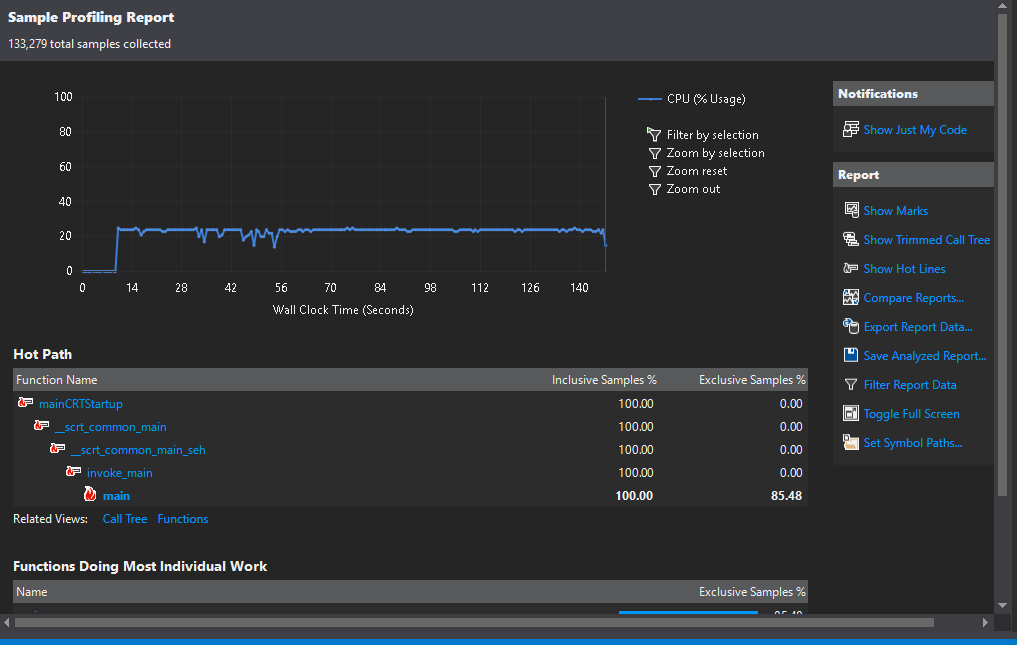 Sample Profiling Report
133,279 total samples collected
100
80
60
40
20
0
0 14 28 42 56 70 84 98 112 126 140
Wall Clock Time (Seconds)
CPU (% Usage)
Filter by selection
Zoom by selection
Zoom reset
Zoom out
Notifications
Show Just My Code
Report
Show Marks
Show Trimmed Call Tree
Show Hot Lines
Compare Reports...
Export Report Data...
Save Analyzed Report...
Filter Report Data
Toggle Full Screen
Set Symbol Paths...
Hot Path
Function Name Inclusive Samples % Exclusive Samples %
mainCRTStartup 100.00 0.00
__scrt_common_main 100.00 0.00
__scrt_common_main_seh 100.00 0.00
invoke_main 100.00 0.00
main 100.00 85.48
Related Views: Call Tree Functions
Functions Doing Most Individual Work
Name Exclusive Samples %